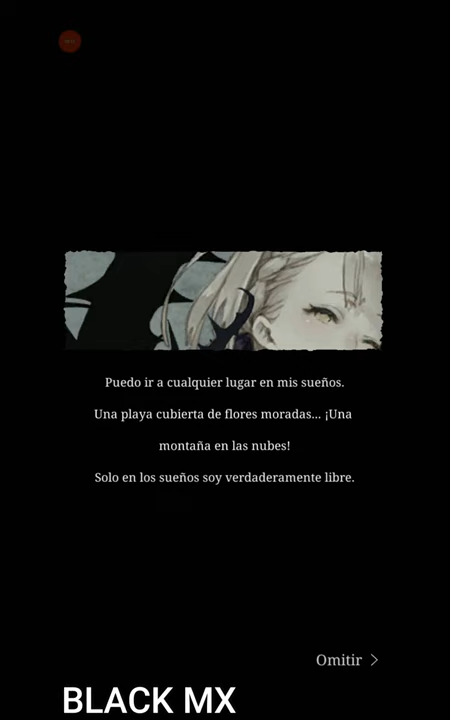 Puedo ir a cualquier lugar en mis sueños.
Una playa cubierta de flores moradas... ¡Una
montaña en las nubes!
Solo en los sueños soy verdaderamente libre.
Omitir
BLACK MX